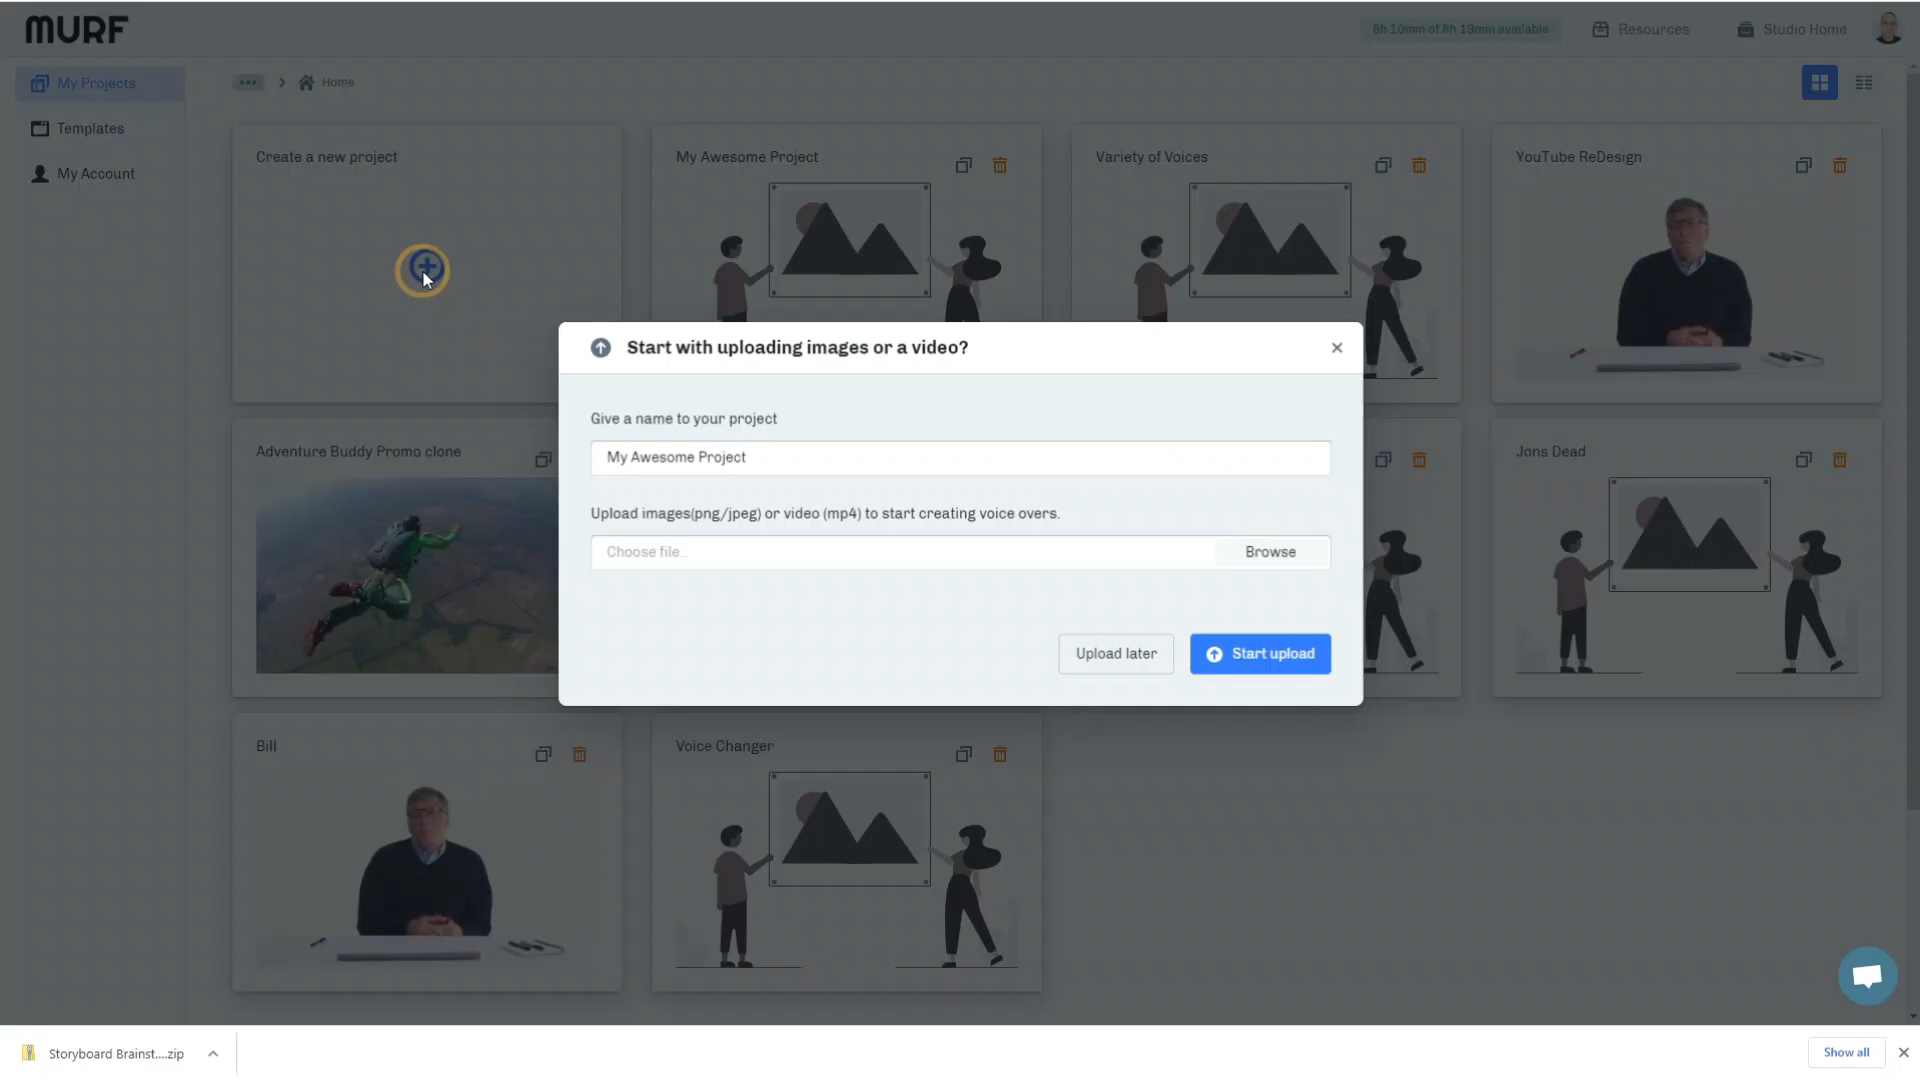 MURF
8h 10min of 8h 19min available
Resources
Studio Home
My Projects
Home
Templates
My Account
Create a new project
My Awesome Project
Variety of Voices
YouTube ReDesign
Start with uploading images or a video?
Give a name to your project
My Awesome Project
Upload images(png/jpeg) or video (mp4) to start creating voice overs.
Choose file...
Browse
Upload later
Start upload
Adventure Buddy Promo clone
Jons Dead
Bill
Voice Changer
Storyboard Brainst....zip
Show all